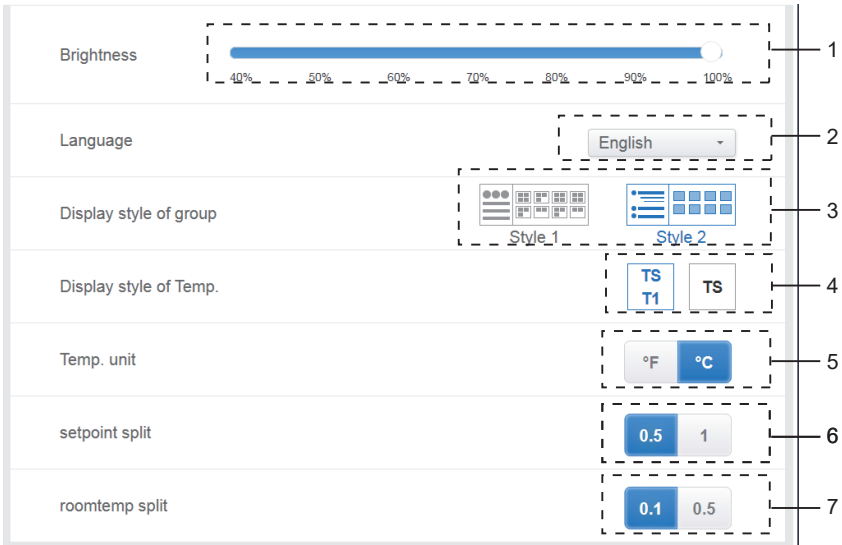 Brightness
40% 50% 60% 70% 80% 90% 100%
1
Language
English
2
Display style of group
Style 1
Style 2
3
Display style of Temp.
TS
T1
TS
4
Temp. unit
°F
°C
5
setpoint split
0.5
1
6
roomtemp split
0.1
0.5
7